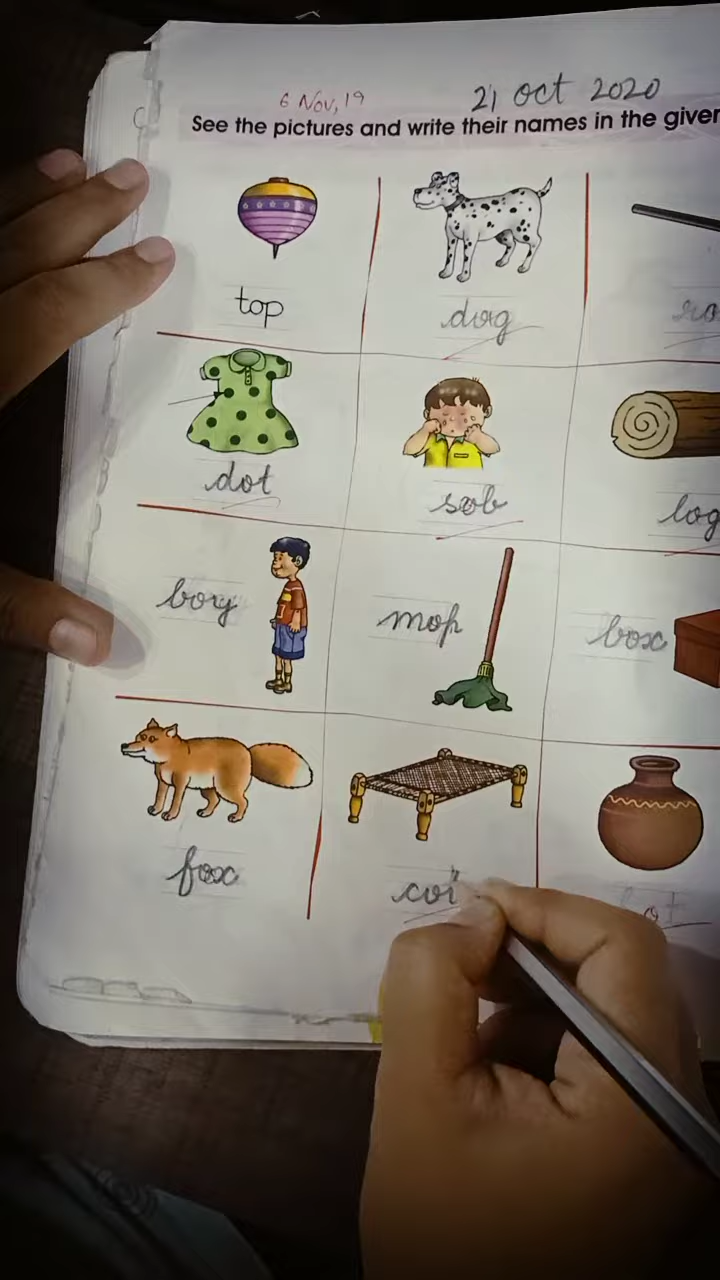 6 Nov, 19
21 oct 2020
See the pictures and write their names in the given
top
dog
dot
sob
log
boy
mop
box
fox